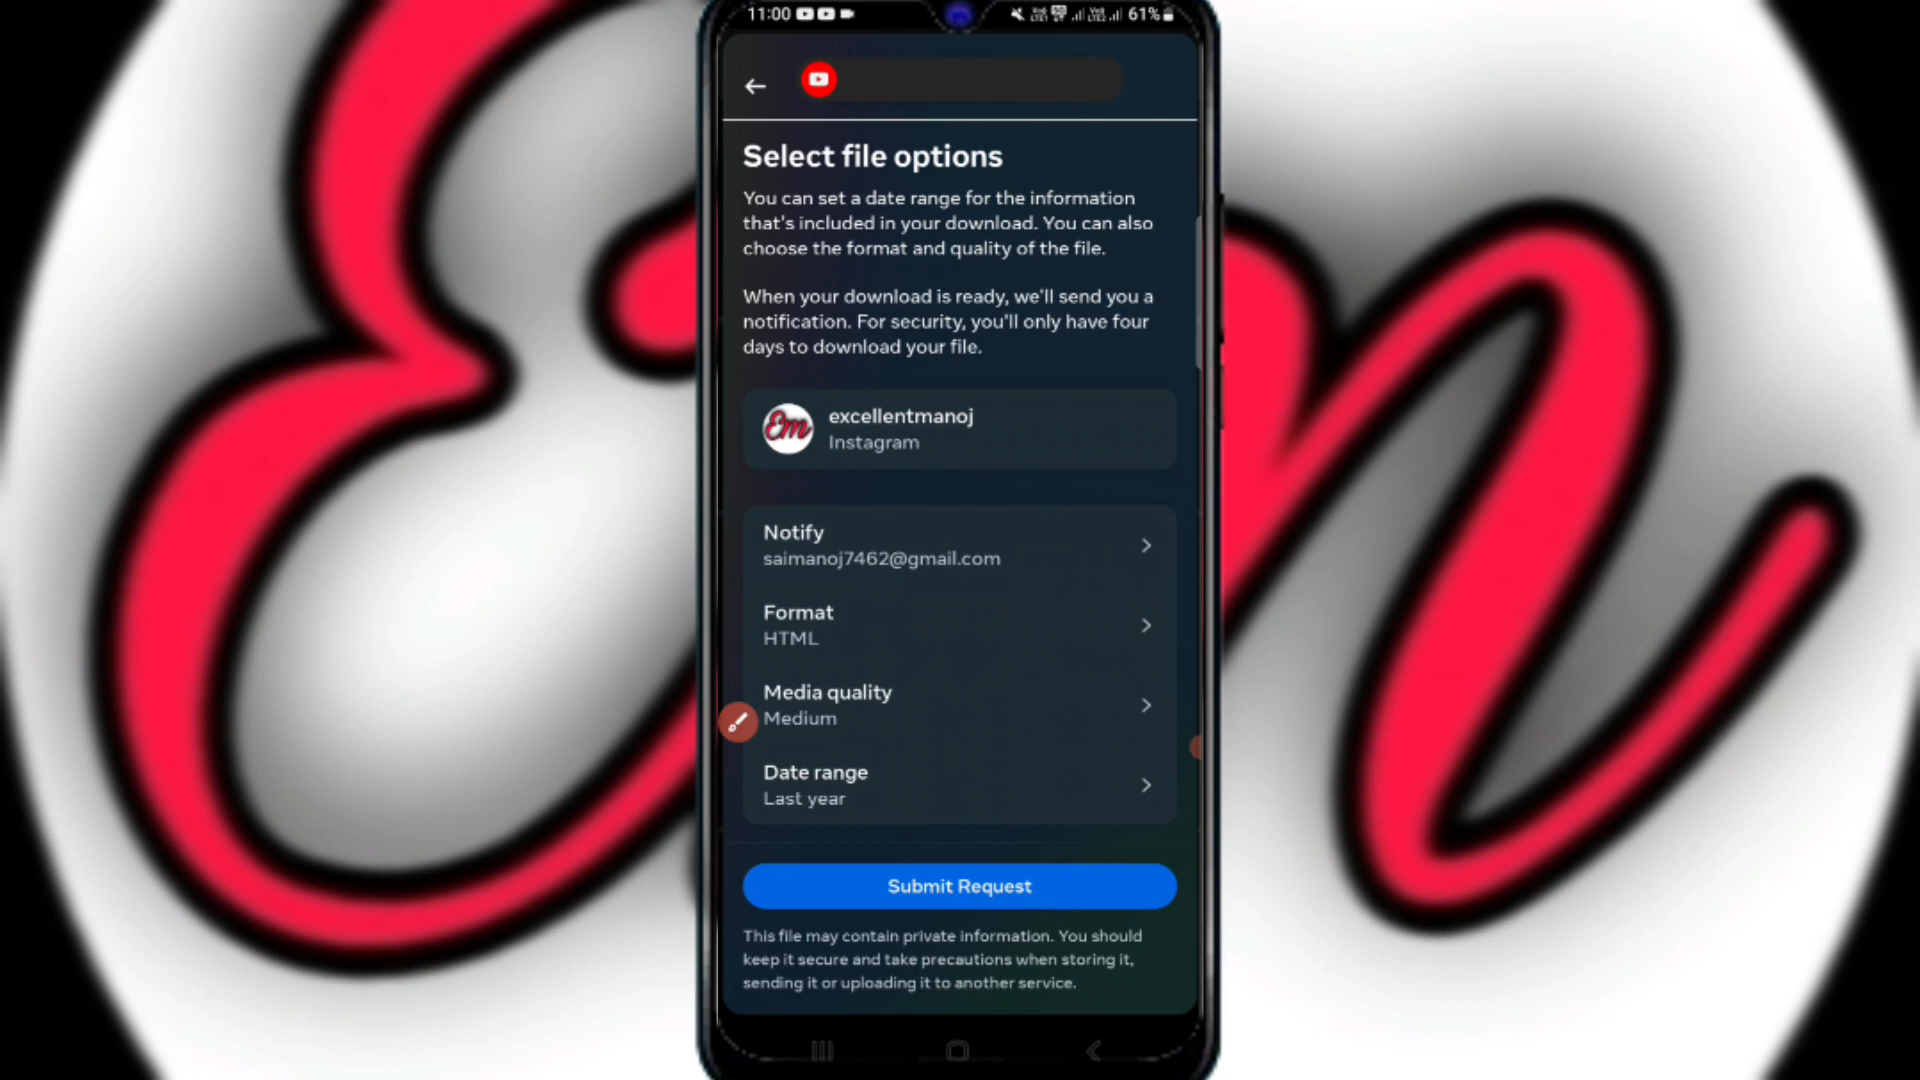 11:00
61%
Select file options
You can set a date range for the information
that's included in your download. You can also
choose the format and quality of the file.
When your download is ready, we'll send you a
notification. For security, you'll only have four
days to download your file.
Em
excellentmanoj
Instagram
Notify
saimanoj7462@gmail.com
Format
HTML
Media quality
Medium
Date range
Last year
Submit Request
This file may contain private information. You should
keep it secure and take precautions when storing it,
sending it or uploading it to another service.